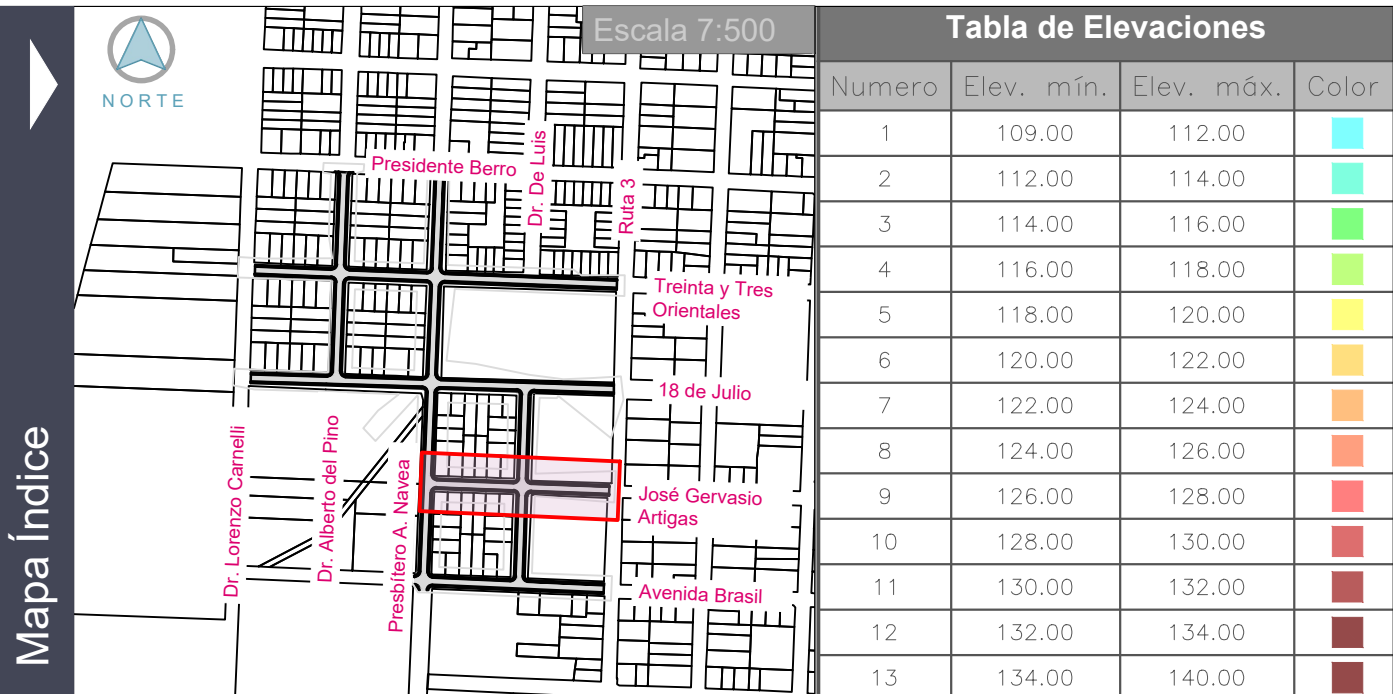 Mapa Índice
NORTE
Escala 7:500
Presidente Berro
Dr. De Luis
Ruta 3
Treinta y Tres
Orientales
18 de Julio
Dr. Lorenzo Carnelli
Dr. Alberto del Pino
Presbítero A. Navea
José Gervasio
Artigas
Avenida Brasil
Tabla de Elevaciones
Numero Elev. mín. Elev. máx. Color
1 109.00 112.00
2 112.00 114.00
3 114.00 116.00
4 116.00 118.00
5 118.00 120.00
6 120.00 122.00
7 122.00 124.00
8 124.00 126.00
9 126.00 128.00
10 128.00 130.00
11 130.00 132.00
12 132.00 134.00
13 134.00 140.00